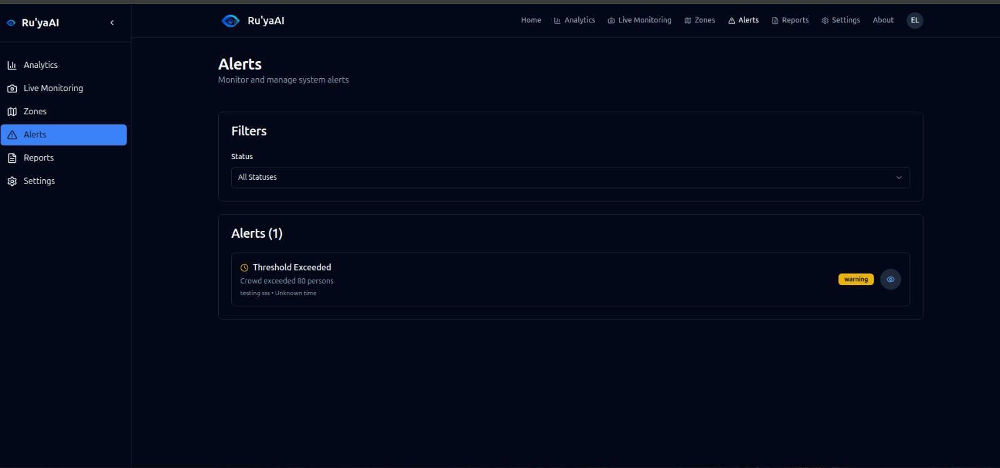 Ru'yaAI
Analytics
Live Monitoring
Zones
Alerts
Reports
Settings
Ru'yaAI
Home Analytics Live Monitoring Zones Alerts Reports Settings About EL
Alerts
Monitor and manage system alerts
Filters
Status
All Statuses
Alerts (1)
Threshold Exceeded
Crowd exceeded 80 persons
testing sss • Unknown time
warning